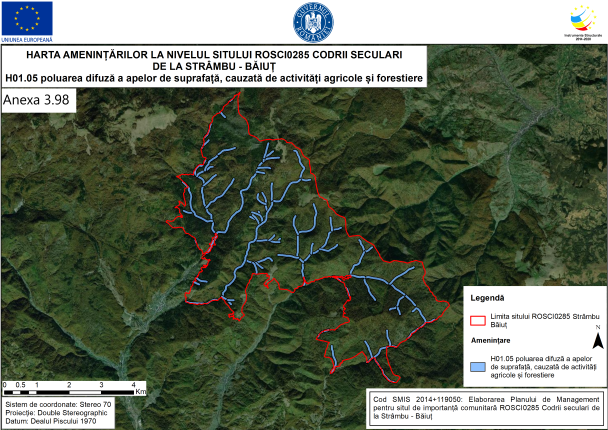 UNIUNEA EUROPEANĂ
GUVERNUL ROMÂNIEI
Instrumente Structurale
2014-2020
HARTA AMENINȚĂRILOR LA NIVELUL SITULUI ROSCI0285 CODRII SECULARI
DE LA STRÂMBU - BĂIUȚ
H01.05 poluarea difuză a apelor de suprafață, cauzată de activităţi agricole şi forestiere
Anexa 3.98
Legendă
Limita sitului ROSCI0285 Strâmbu
Băiuț
Amenințare
H01.05 poluarea difuză a apelor
de suprafață, cauzată de activităţi
agricole și forestiere
N
0 0.5 1 2 3 4
Km
Sistem de coordonate: Stereo 70
Proiecție: Double Stereographic
Datum: Dealul Piscului 1970
Cod SMIS 2014+119050: Elaborarea Planului de Management
pentru situl de importanță comunitară ROSCI0285 Codrii seculari de
la Strâmbu - Băiuț